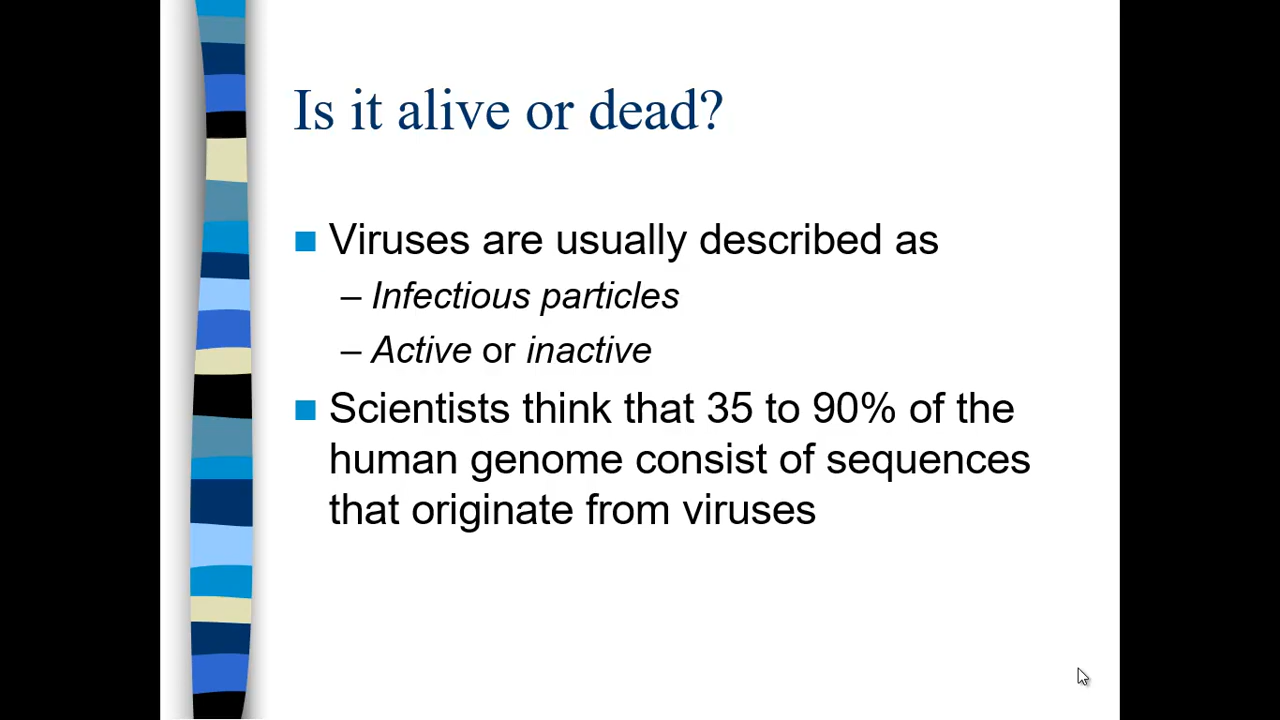 Is it alive or dead?
■ Viruses are usually described as
– Infectious particles
– Active or inactive
■ Scientists think that 35 to 90% of the
human genome consist of sequences
that originate from viruses